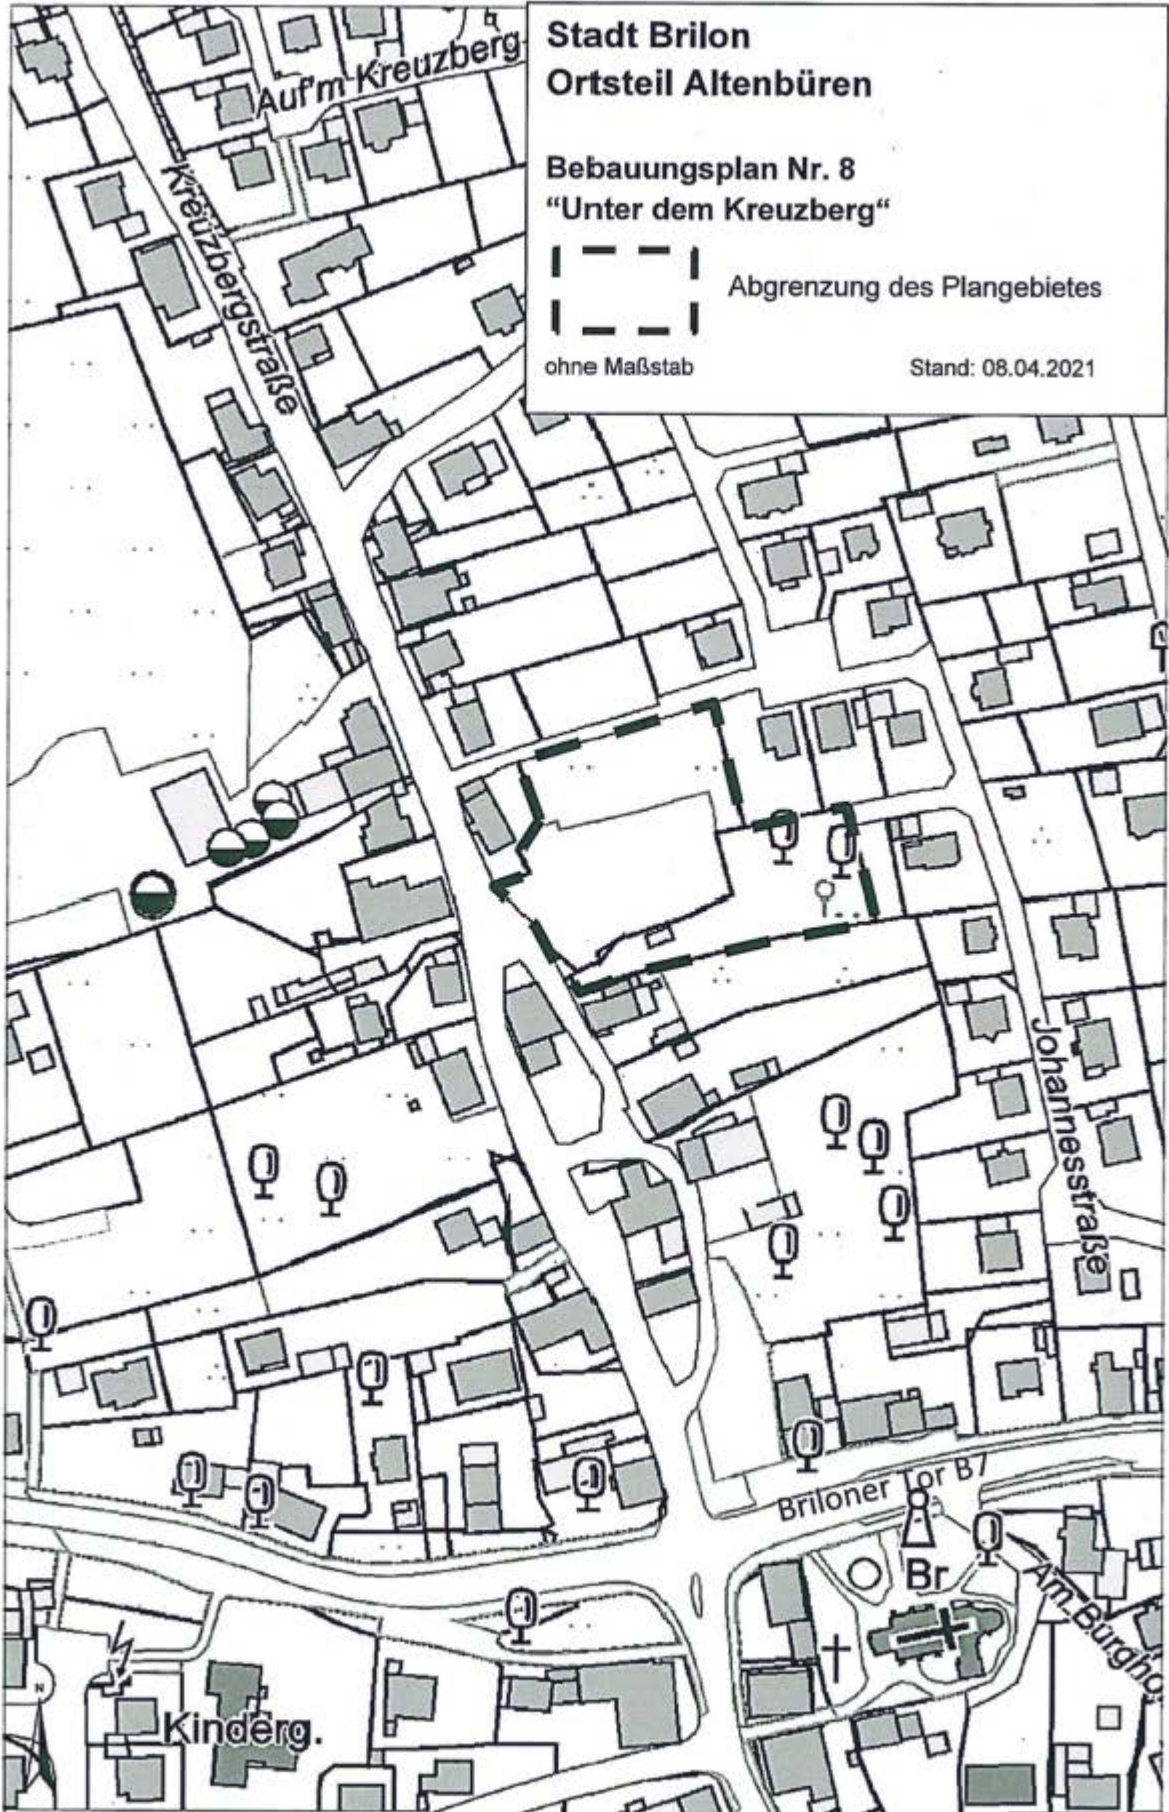 Stadt Brilon
Ortsteil Altenbüren
Bebauungsplan Nr. 8
“Unter dem Kreuzberg“
Abgrenzung des Plangebietes
ohne Maßstab
Stand: 08.04.2021
Auf'm Kreuzberg
Kreuzbergstraße
Johannesstraße
Briloner Tor B7
Br
Am Burgho
Kinderg.
N